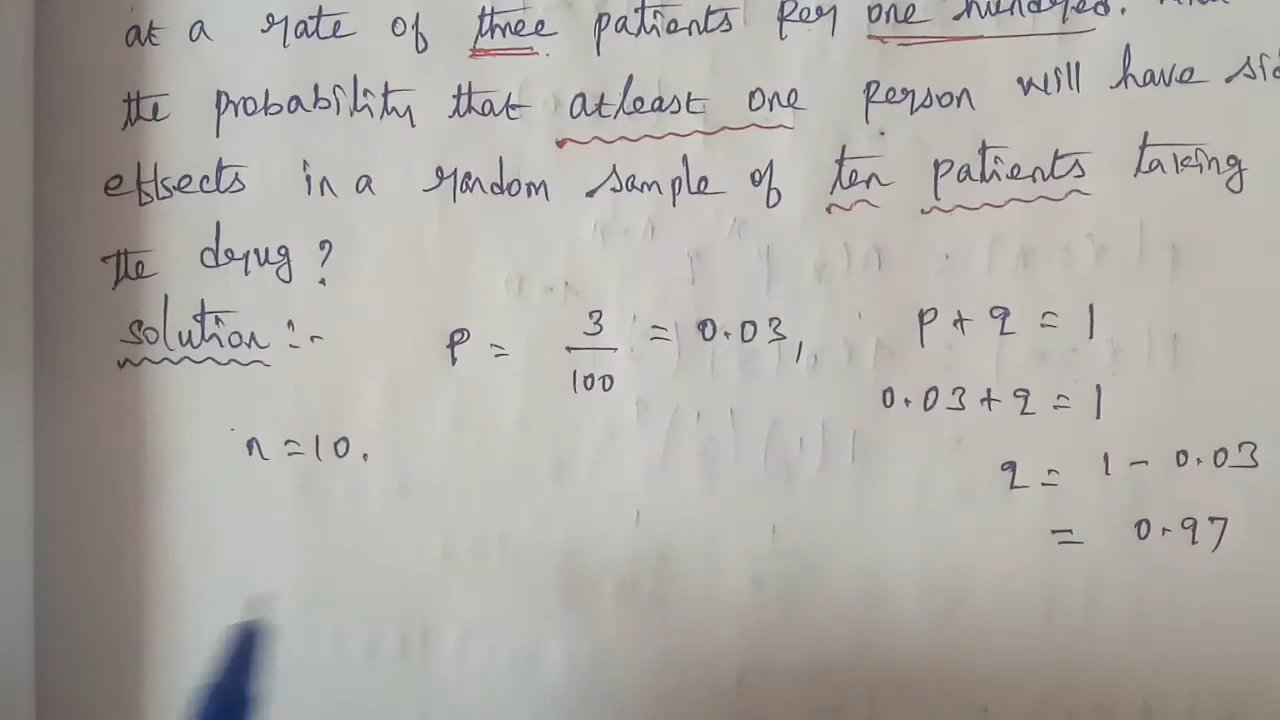 at a rate of three patients per one hundred.
the probability that atleast one person will have
effsects in a random sample of ten patients taking
the drug?
solution :-
P = 3/100 = 0.03, P + q = 1
0.03 + q = 1
n = 10.
q = 1 - 0.03
= 0.97